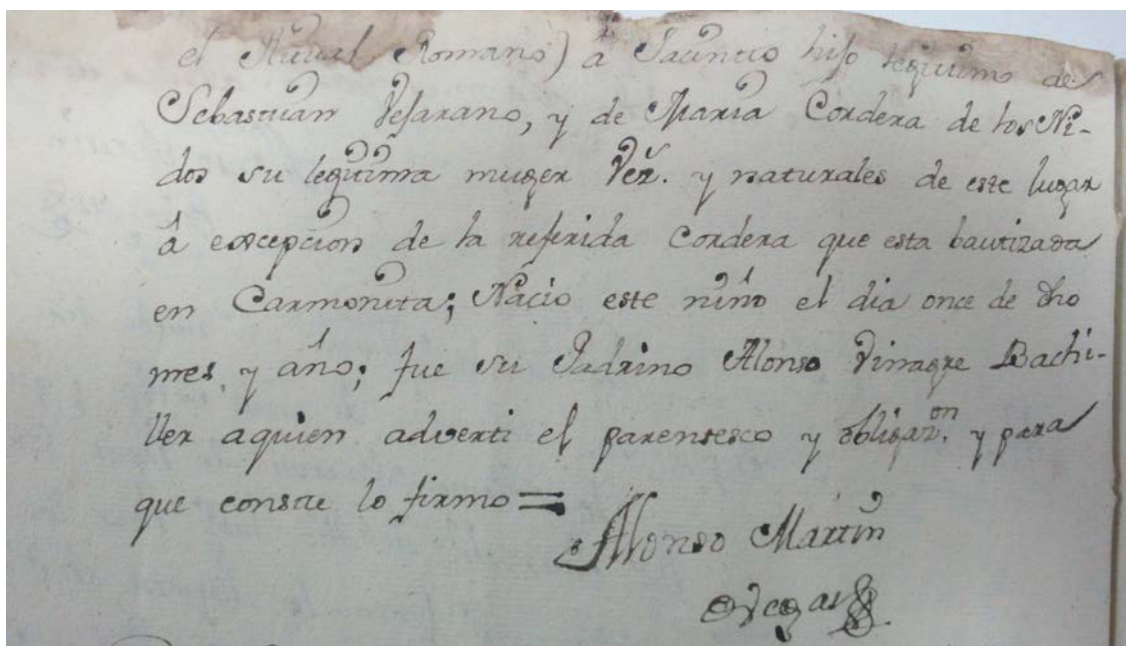 el Ritual Romano) a Jacinto hijo legitimo de
Sebastian Vejarano, y de Maria Cordera de los Ni-
dos su legitima muger Vez. y naturales de este lugar
â excepcion de la referida Cordera que esta bautizada
en Carmonita; Nacio este niño el dia once de dho
mes y año; fue su Padrino Alonso Vinagre Bachi-
ller aquien adverti el parentesco y obligaz.on y para
que conste lo firmo =
Alonso Martin